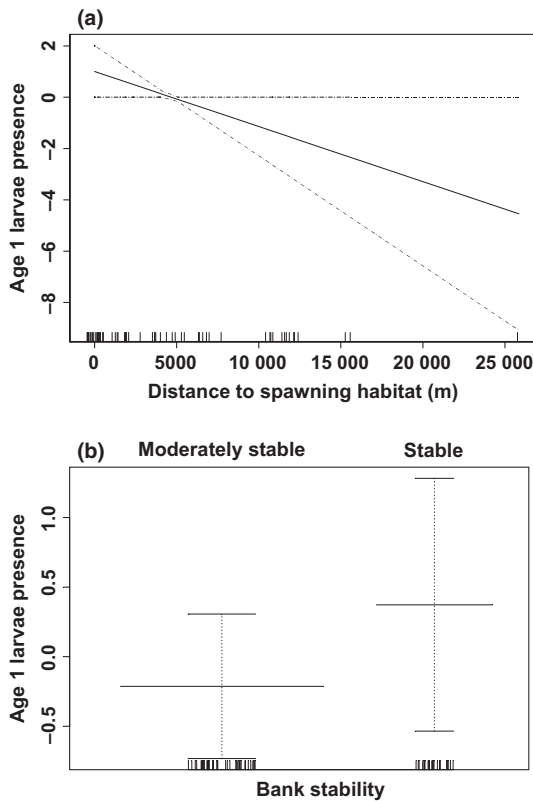 (a)
Age 1 larvae presence
2
0
−2
−4
−6
−8
0 5000 10 000 15 000 20 000 25 000
Distance to spawning habitat (m)
(b) Moderately stable Stable
Age 1 larvae presence
1.0
0.5
0.0
−0.5
Bank stability